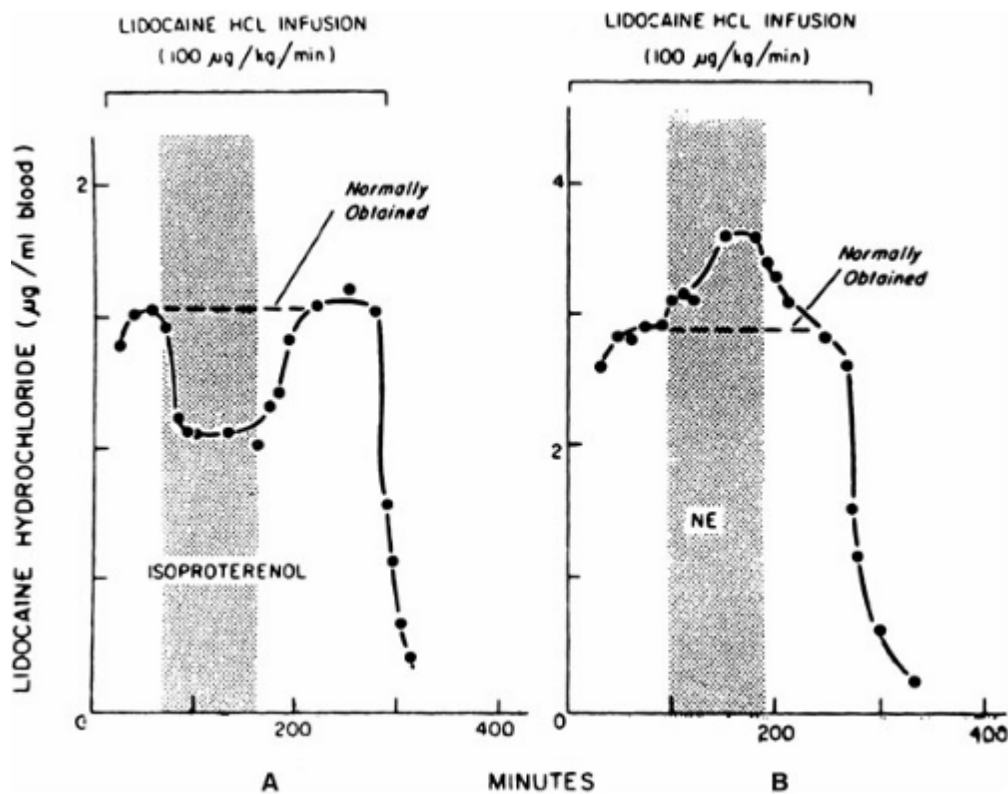 LIDOCAINE HCL INFUSION
(100 µg/kg/min)
LIDOCAINE HCL INFUSION
(100 µg/kg/min)
LIDOCAINE HYDROCHLORIDE (µg/ml blood)
2
Normally
Obtained
ISOPROTERENOL
0
200
400
4
Normally
Obtained
2
NE
0
200
400
A
MINUTES
B